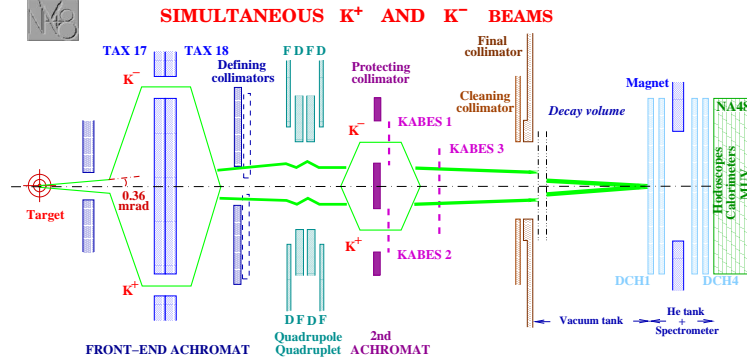 SIMULTANEOUS K+ AND K− BEAMS
NA48
TAX 17 TAX 18
K−
Defining
collimators
F D F D
Protecting
collimator
K−
KABES 1
KABES 3
Final
collimator
Cleaning
collimator
Decay volume
Magnet
NA48
Hodoscopes
Calorimeters
MUV
Target
0.36
mrad
K+
K+
KABES 2
DCH1
DCH4
D F D F
Quadrupole
Quadruplet
2nd
ACHROMAT
FRONT−END ACHROMAT
Vacuum tank
He tank
+
Spectrometer